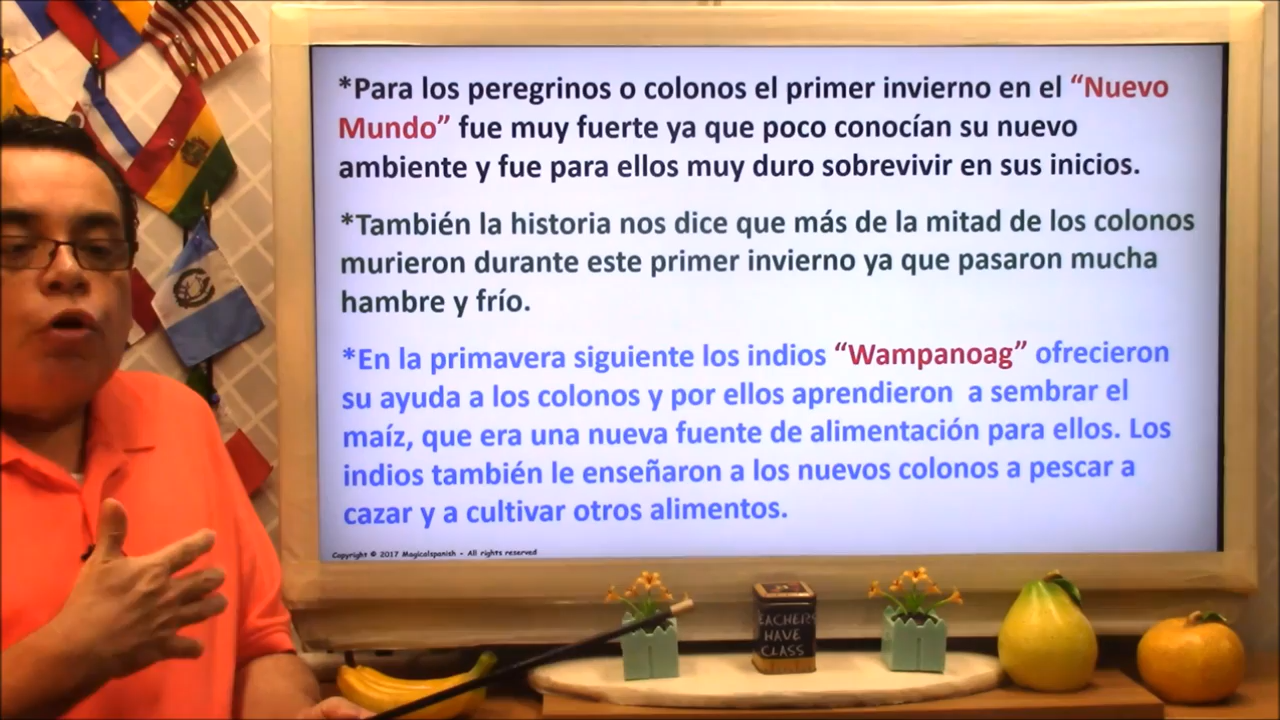 *Para los peregrinos o colonos el primer invierno en el “Nuevo
Mundo” fue muy fuerte ya que poco conocían su nuevo
ambiente y fue para ellos muy duro sobrevivir en sus inicios.
*También la historia nos dice que más de la mitad de los colonos
murieron durante este primer invierno ya que pasaron mucha
hambre y frío.
*En la primavera siguiente los indios “Wampanoag” ofrecieron
su ayuda a los colonos y por ellos aprendieron a sembrar el
maíz, que era una nueva fuente de alimentación para ellos. Los
indios también le enseñaron a los nuevos colonos a pescar a
cazar y a cultivar otros alimentos.
Copyright © 2017 Magicalspanish - All rights reserved
EACHERS
HAVE
CLASS